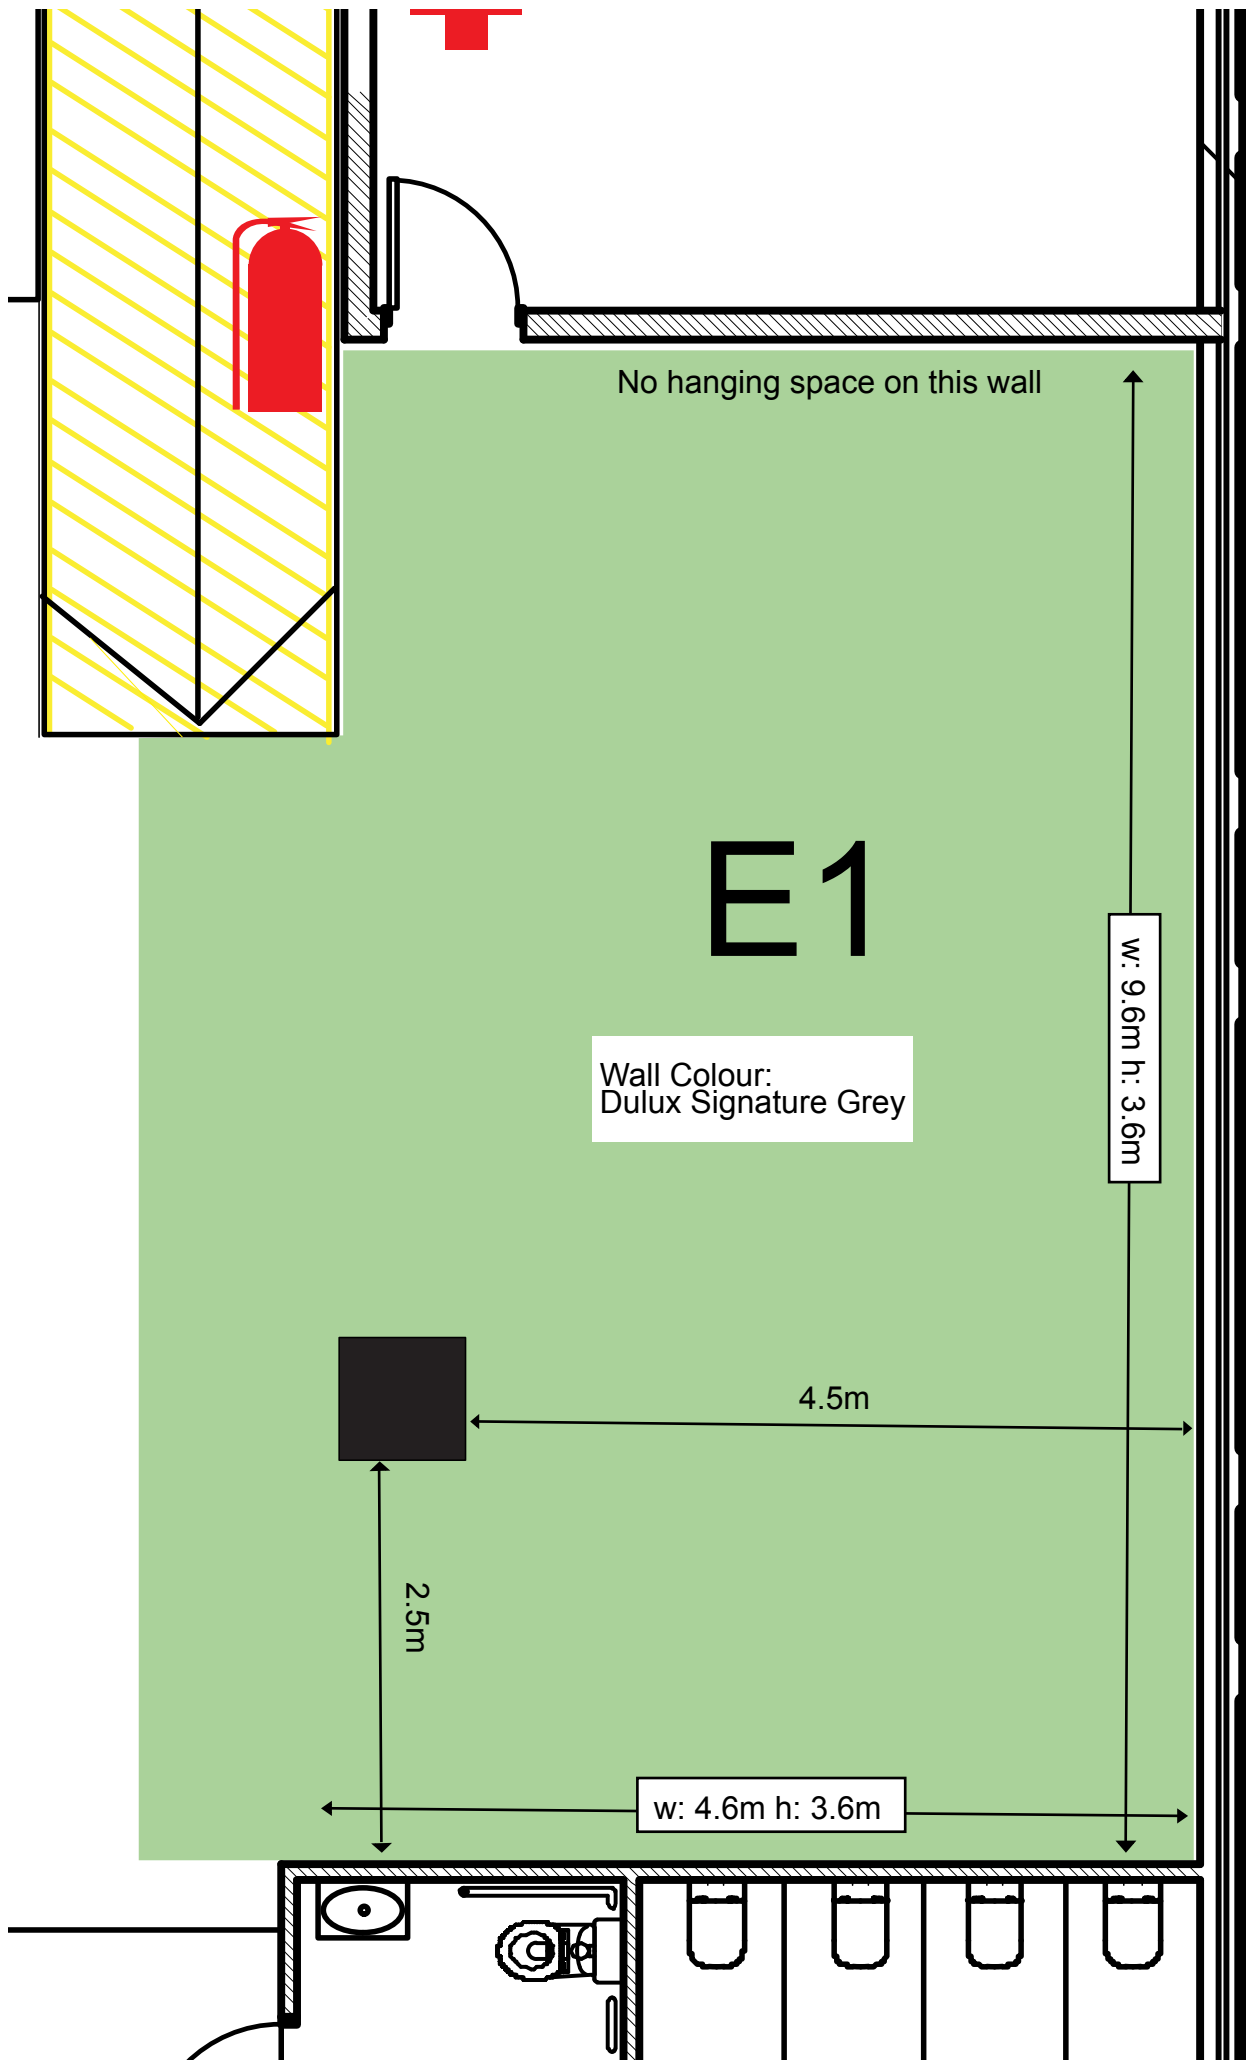 No hanging space on this wall
E1
w: 9.6m h: 3.6m
Wall Colour:
Dulux Signature Grey
4.5m
2.5m
w: 4.6m h: 3.6m